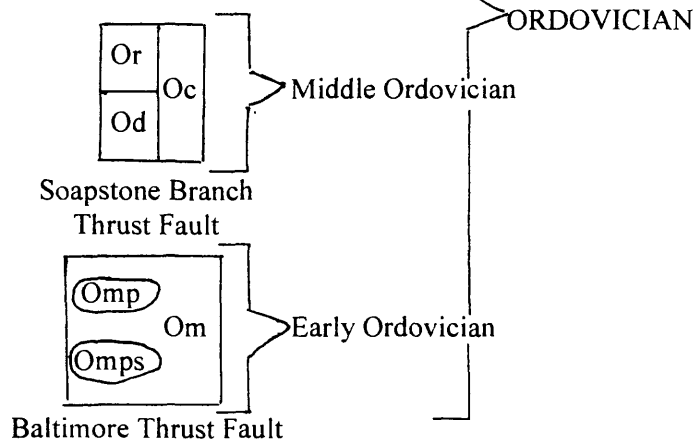 ORDOVICIAN
Or
Oc
Od
Middle Ordovician
Soapstone Branch
Thrust Fault
Omp
Om
Omps
Early Ordovician
Baltimore Thrust Fault